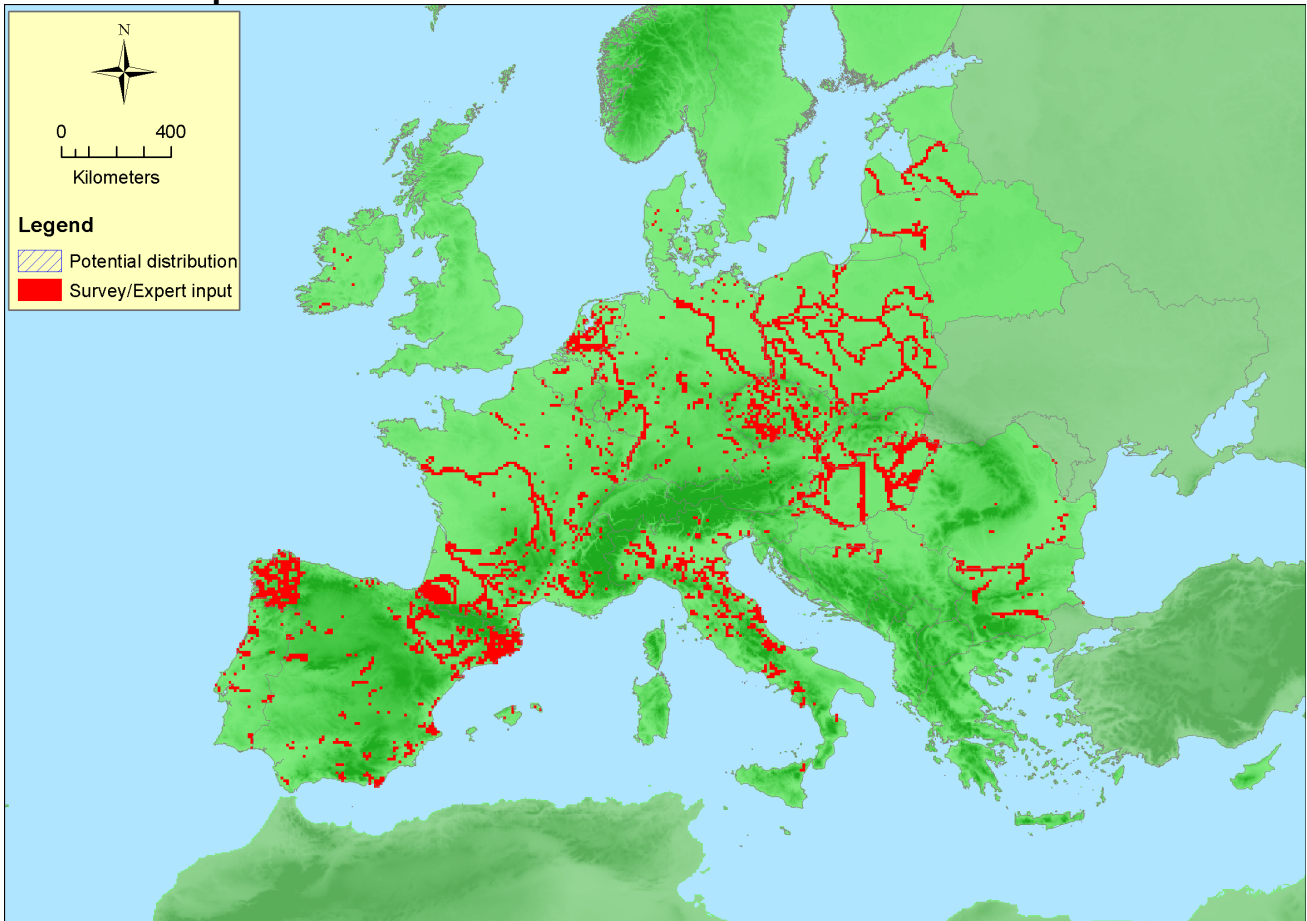 N
0 400
Kilometers
Legend
Potential distribution
Survey/Expert input